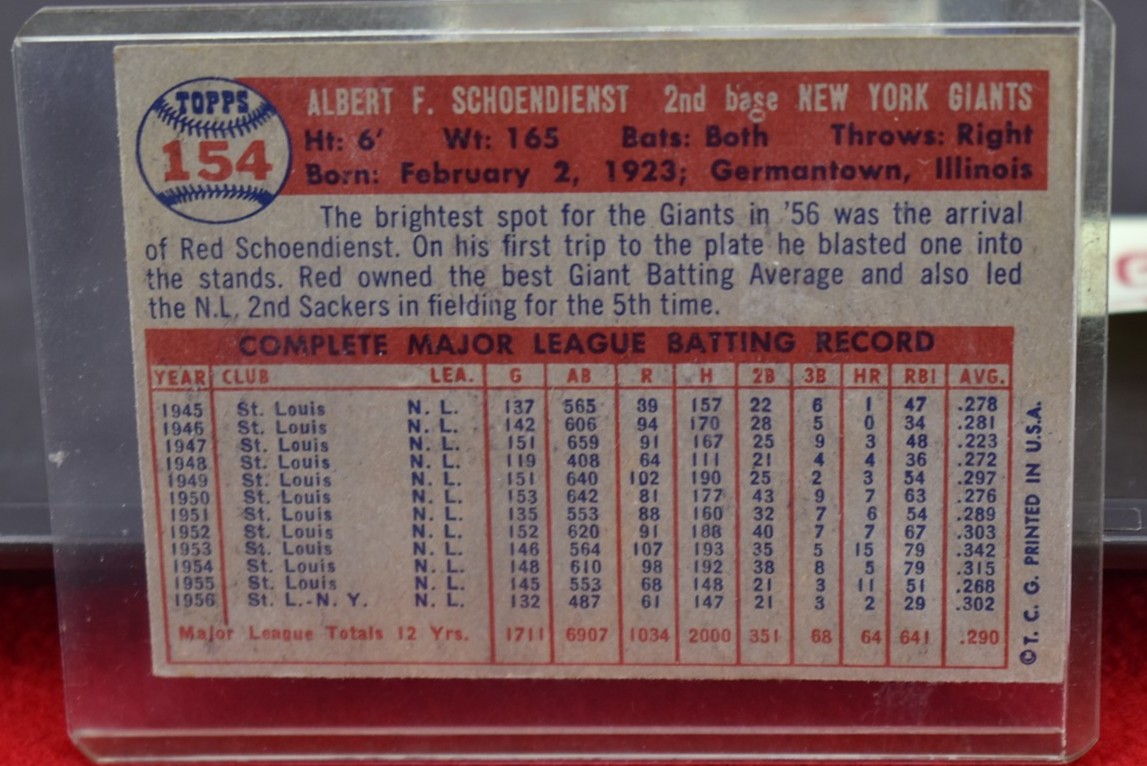 TOPPS
154
ALBERT F. SCHOENDIENST 2nd base NEW YORK GIANTS
Ht: 6' Wt: 165 Bats: Both Throws: Right
Born: February 2, 1923; Germantown, Illinois
The brightest spot for the Giants in '56 was the arrival
of Red Schoendienst. On his first trip to the plate he blasted one into
the stands. Red owned the best Giant Batting Average and also led
the N.L. 2nd Sackers in fielding for the 5th time.
COMPLETE MAJOR LEAGUE BATTING RECORD
YEAR CLUB LEA. G AB R H 2B 3B HR RBI AVG.
1945 St. Louis N. L. 137 565 89 157 22 6 1 47 .278
1946 St. Louis N. L. 142 606 94 170 28 5 0 34 .281
1947 St. Louis N. L. 151 659 91 167 25 9 3 48 .223
1948 St. Louis N. L. 119 408 64 111 21 4 4 36 .272
1949 St. Louis N. L. 151 640 102 190 25 2 3 54 .297
1950 St. Louis N. L. 153 642 81 177 43 9 7 63 .276
1951 St. Louis N. L. 135 553 88 160 32 7 6 54 .289
1952 St. Louis N. L. 152 620 91 188 40 7 7 67 .303
1953 St. Louis N. L. 146 564 107 193 35 5 15 79 .342
1954 St. Louis N. L. 148 610 98 192 38 8 5 79 .315
1955 St. Louis N. L. 145 553 68 148 21 3 11 51 .268
1956 St. L.-N. Y. N. L. 132 487 61 147 21 3 2 29 .302
Major League Totals 12 Yrs. 1711 6907 1034 2000 351 68 64 641 .290
© T. C. G. PRINTED IN U.S.A.